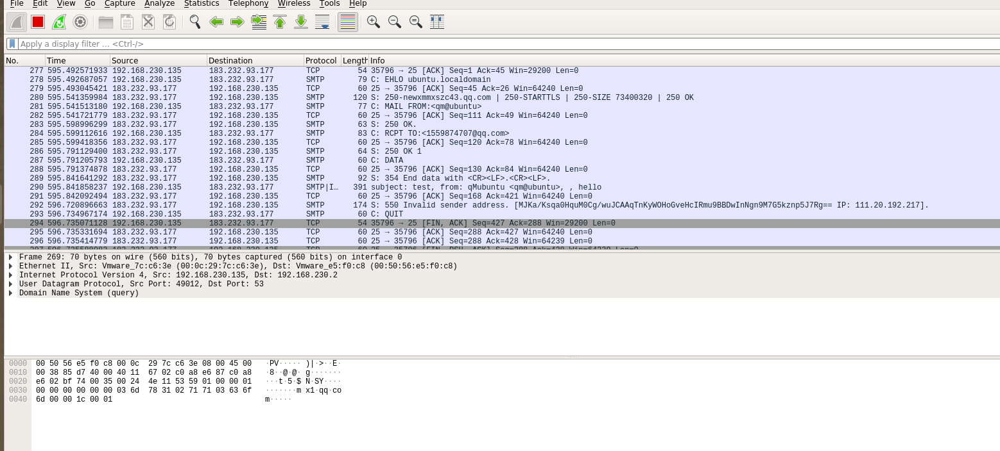 File Edit View Go Capture Analyze Statistics Telephony Wireless Tools Help
Apply a display filter ... <Ctrl-/>
No. Time Source Destination Protocol Length Info
277 595.492571933 192.168.230.135 183.232.93.177 TCP 54 35796 → 25 [ACK] Seq=1 Ack=45 Win=29200 Len=0
278 595.492687057 192.168.230.135 183.232.93.177 SMTP 79 C: EHLO ubuntu.localdomain
279 595.493045421 183.232.93.177 192.168.230.135 TCP 60 25 → 35796 [ACK] Seq=45 Ack=26 Win=64240 Len=0
280 595.541359984 183.232.93.177 192.168.230.135 SMTP 120 S: 250-newxmmxszc43.qq.com | 250-STARTTLS | 250-SIZE 73400320 | 250 OK
281 595.541513180 192.168.230.135 183.232.93.177 SMTP 77 C: MAIL FROM:<qm@ubuntu>
282 595.541721779 183.232.93.177 192.168.230.135 TCP 60 25 → 35796 [ACK] Seq=111 Ack=49 Win=64240 Len=0
283 595.598996299 183.232.93.177 192.168.230.135 SMTP 63 S: 250 OK.
284 595.599112616 192.168.230.135 183.232.93.177 SMTP 83 C: RCPT TO:<1559874707@qq.com>
285 595.599418356 183.232.93.177 192.168.230.135 TCP 60 25 → 35796 [ACK] Seq=120 Ack=78 Win=64240 Len=0
286 595.791129400 183.232.93.177 192.168.230.135 SMTP 64 S: 250 OK 1
287 595.791205793 192.168.230.135 183.232.93.177 SMTP 60 C: DATA
288 595.791374878 183.232.93.177 192.168.230.135 TCP 60 25 → 35796 [ACK] Seq=130 Ack=84 Win=64240 Len=0
289 595.841641292 183.232.93.177 192.168.230.135 SMTP 92 S: 354 End data with <CR><LF>.<CR><LF>.
290 595.841858237 192.168.230.135 183.232.93.177 SMTP|I… 391 subject: test, from: qMubuntu <qm@ubuntu>, , hello
291 595.842092494 183.232.93.177 192.168.230.135 TCP 60 25 → 35796 [ACK] Seq=168 Ack=421 Win=64240 Len=0
292 596.720896663 183.232.93.177 192.168.230.135 SMTP 174 S: 550 Invalid sender address. [MJKa/Ksqa0HquM0Cg/wuJCAAqTnKyWOHoGveHcIRmu9BBDwInNgn9M7G5kznp5J7Rg== IP: 111.20.192.217].
293 596.734967174 192.168.230.135 183.232.93.177 SMTP 60 C: QUIT
294 596.735071128 192.168.230.135 183.232.93.177 TCP 54 35796 → 25 [FIN, ACK] Seq=427 Ack=288 Win=29200 Len=0
295 596.735331694 183.232.93.177 192.168.230.135 TCP 60 25 → 35796 [ACK] Seq=288 Ack=427 Win=64240 Len=0
296 596.735414779 183.232.93.177 192.168.230.135 TCP 60 25 → 35796 [ACK] Seq=288 Ack=428 Win=64239 Len=0
Frame 269: 70 bytes on wire (560 bits), 70 bytes captured (560 bits) on interface 0
Ethernet II, Src: Vmware_7c:c6:3e (00:0c:29:7c:c6:3e), Dst: Vmware_e5:f0:c8 (00:50:56:e5:f0:c8)
Internet Protocol Version 4, Src: 192.168.230.135, Dst: 192.168.230.2
User Datagram Protocol, Src Port: 49012, Dst Port: 53
Domain Name System (query)
0000 00 50 56 e5 f0 c8 00 0c 29 7c c6 3e 08 00 45 00 ·PV····· )|·>··E·
0010 00 38 85 d7 40 00 40 11 67 02 c0 a8 e6 87 c0 a8 ·8··@·@· g·······
0020 e6 02 bf 74 00 35 00 24 4e 11 53 59 01 00 00 01 ···t·5·$ N·SY····
0030 00 00 00 00 00 00 03 6d 78 31 02 71 71 03 63 6f ·······m x1·qq·co
0040 6d 00 00 1c 00 01 m·····